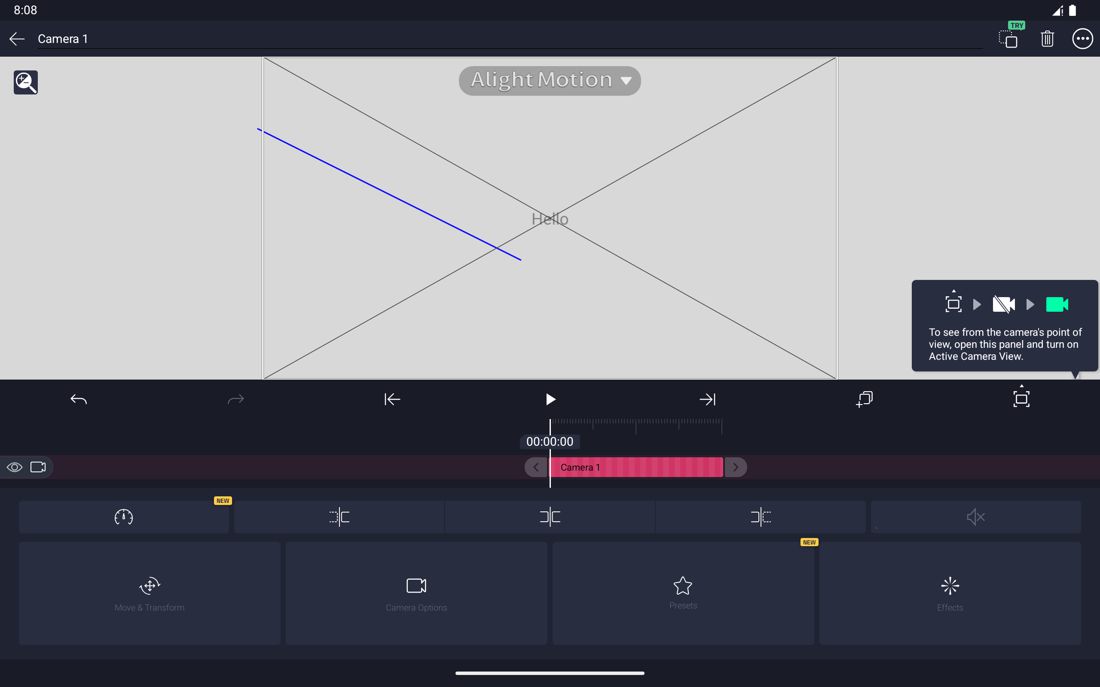 8:08
Camera 1
TRY
Alight Motion
Hello
To see from the camera's point of
view, open this panel and turn on
Active Camera View.
00:00:00
Camera 1
NEW
NEW
Move & Transform
Camera Options
Presets
Effects